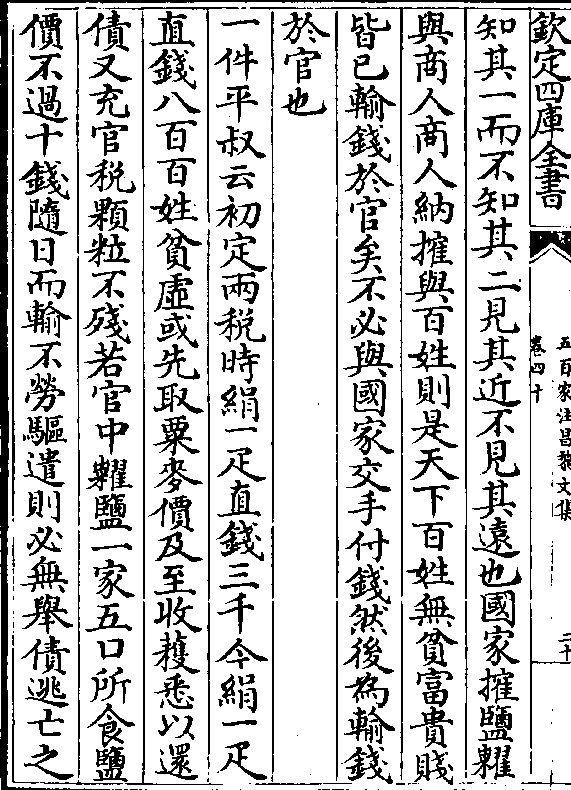 欽定四庫全書
五百家注昌黎文集
卷四十
二十
知其一而不知其二見其近不見其遠也國家搉鹽糶
與商人商人納搉與百姓則是天下百姓無貧富貴賤
皆已輸錢於官矣不必與國家交手付錢然後為輸錢
於官也
一件平叔云初定兩税時絹一疋直錢三千今絹一疋
直錢八百百姓貧虛或先取粟麥價及至收穫悉以還
債又充官税顆粒不殘若官中糶鹽一家五口所食鹽
價不過十錢隨日而輸不勞驅遣則必無舉債逃亡之